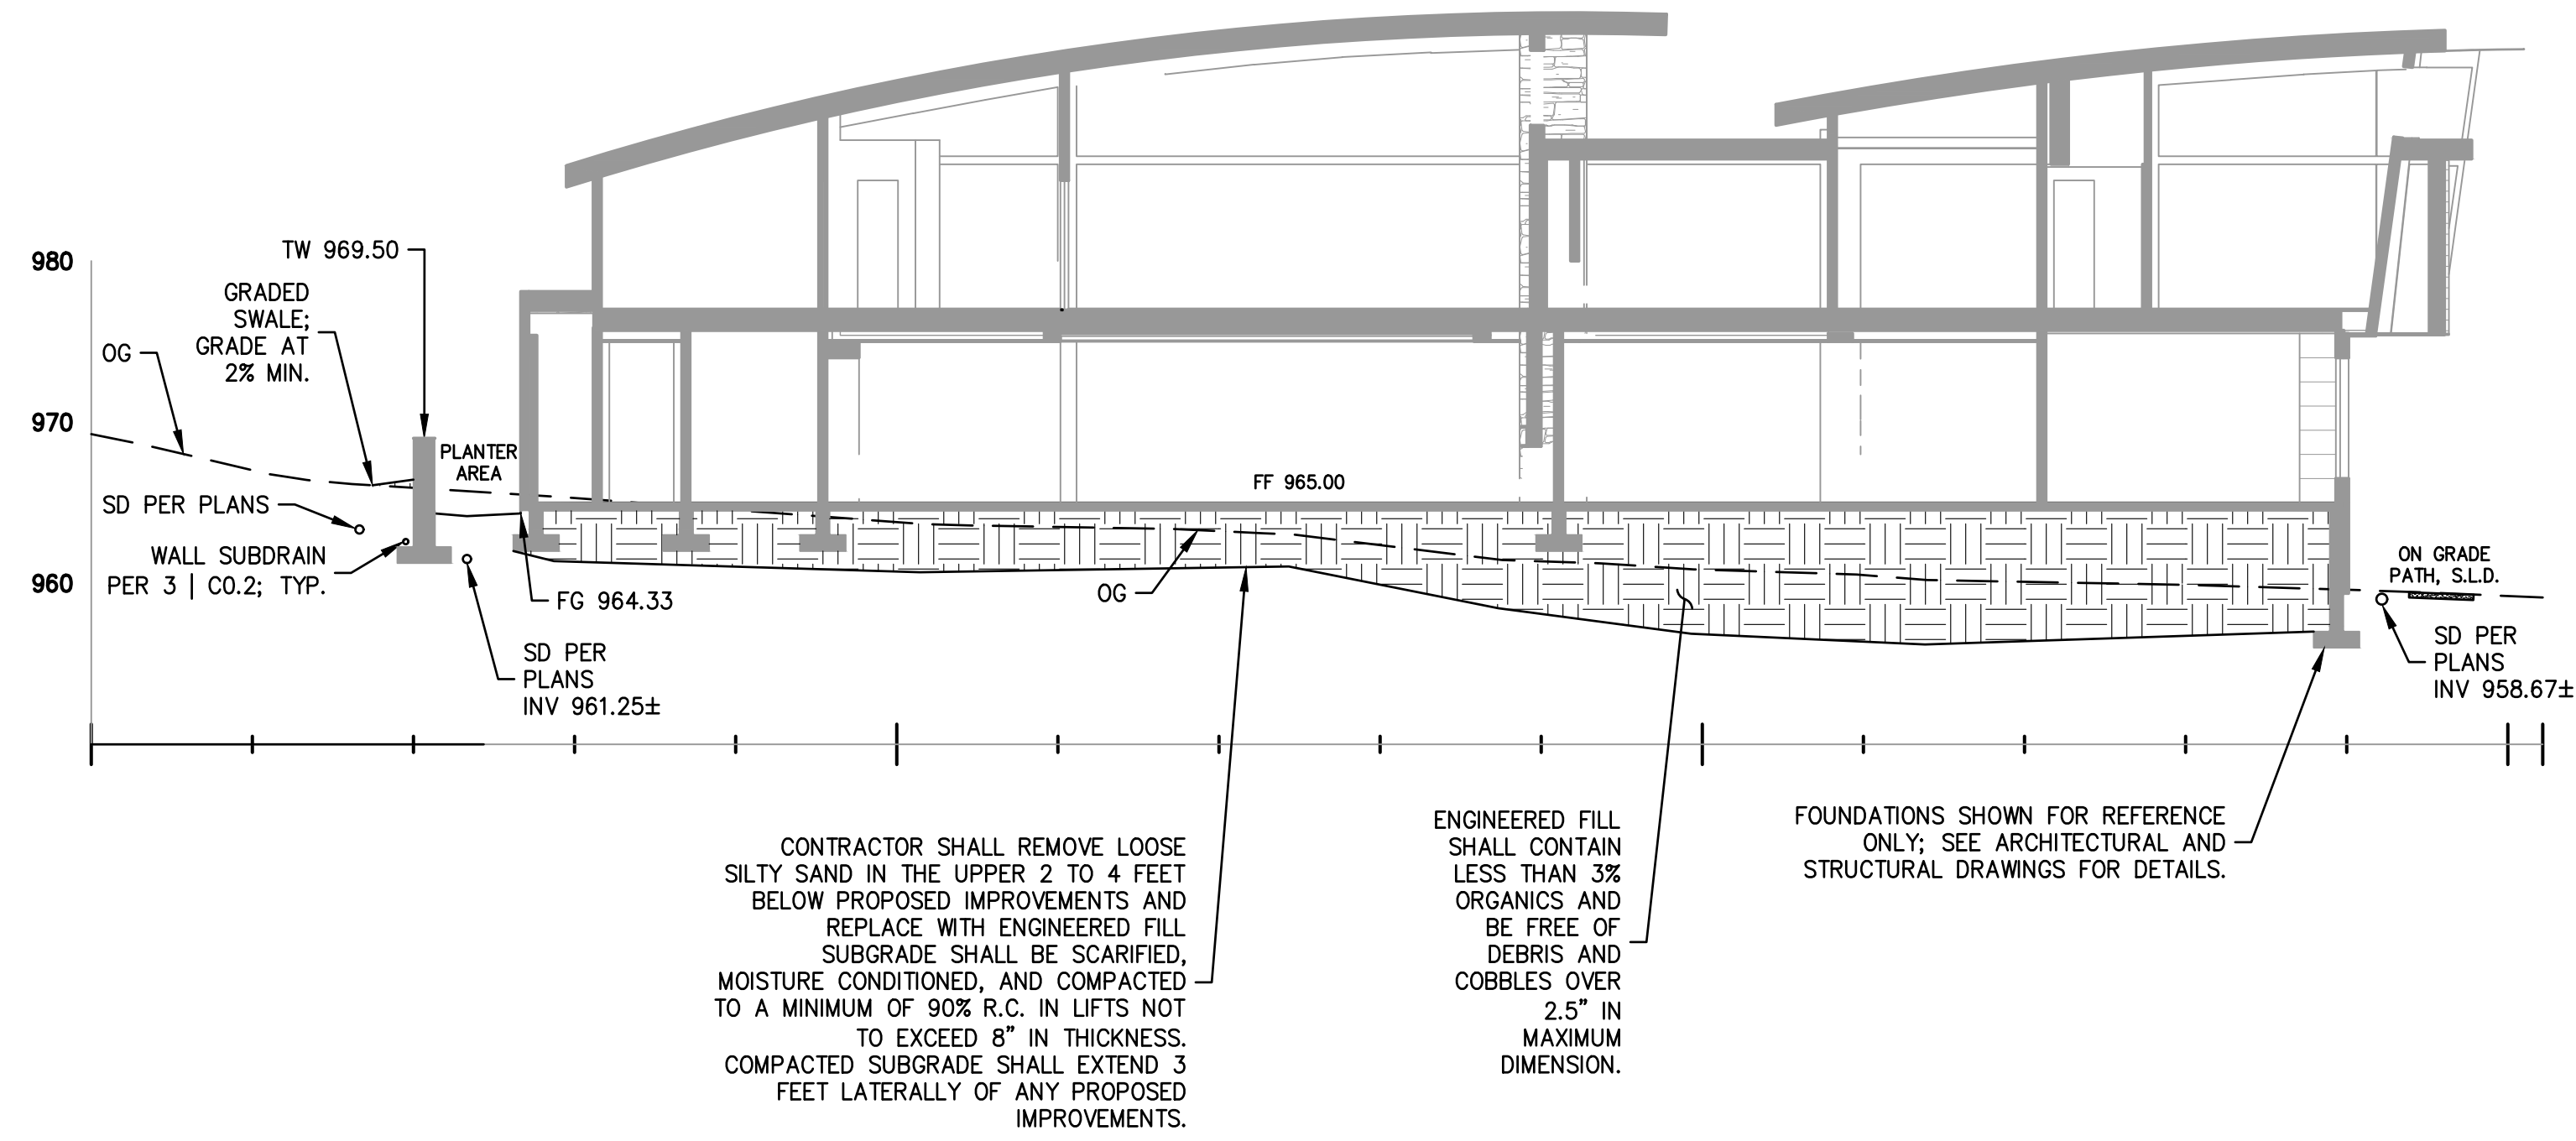 TW 969.50
980
GRADED
SWALE;
GRADE AT
2% MIN.
OG
970
PLANTER
AREA
SD PER PLANS
FF 965.00
WALL SUBDRAIN
PER 3 | C0.2; TYP.
960
FG 964.33
OG
ON GRADE
PATH, S.L.D.
SD PER
PLANS
INV 961.25±
SD PER
PLANS
INV 958.67±
CONTRACTOR SHALL REMOVE LOOSE
SILTY SAND IN THE UPPER 2 TO 4 FEET
BELOW PROPOSED IMPROVEMENTS AND
REPLACE WITH ENGINEERED FILL
SUBGRADE SHALL BE SCARIFIED,
MOISTURE CONDITIONED, AND COMPACTED
TO A MINIMUM OF 90% R.C. IN LIFTS NOT
TO EXCEED 8" IN THICKNESS.
COMPACTED SUBGRADE SHALL EXTEND 3
FEET LATERALLY OF ANY PROPOSED
IMPROVEMENTS.
ENGINEERED FILL
SHALL CONTAIN
LESS THAN 3%
ORGANICS AND
BE FREE OF
DEBRIS AND
COBBLES OVER
2.5" IN
MAXIMUM
DIMENSION.
FOUNDATIONS SHOWN FOR REFERENCE
ONLY; SEE ARCHITECTURAL AND
STRUCTURAL DRAWINGS FOR DETAILS.